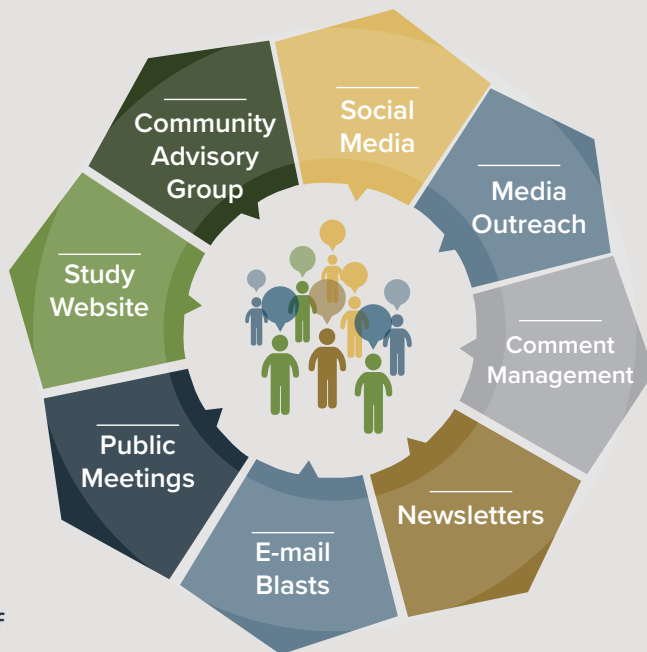 Social
Media
Media
Outreach
Comment
Management
Newsletters
E-mail
Blasts
Public
Meetings
Study
Website
Community
Advisory
Group
f